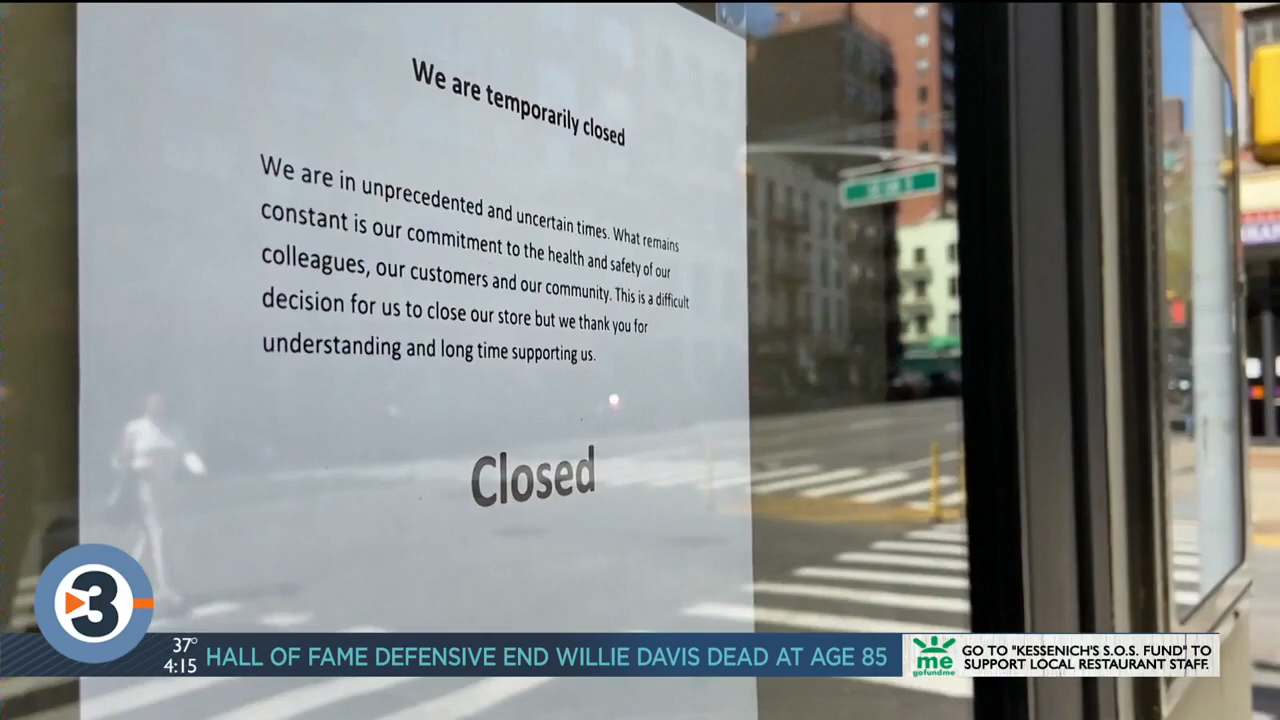 We are temporarily closed
We are in unprecedented and uncertain times. What remains
constant is our commitment to the health and safety of our
colleagues, our customers and our community. This is a difficult
decision for us to close our store but we thank you for
understanding and long time supporting us.
Closed
3
37°
4:15
HALL OF FAME DEFENSIVE END WILLIE DAVIS DEAD AT AGE 85
me
gofundme
GO TO "KESSENICH'S S.O.S. FUND" TO
SUPPORT LOCAL RESTAURANT STAFF.